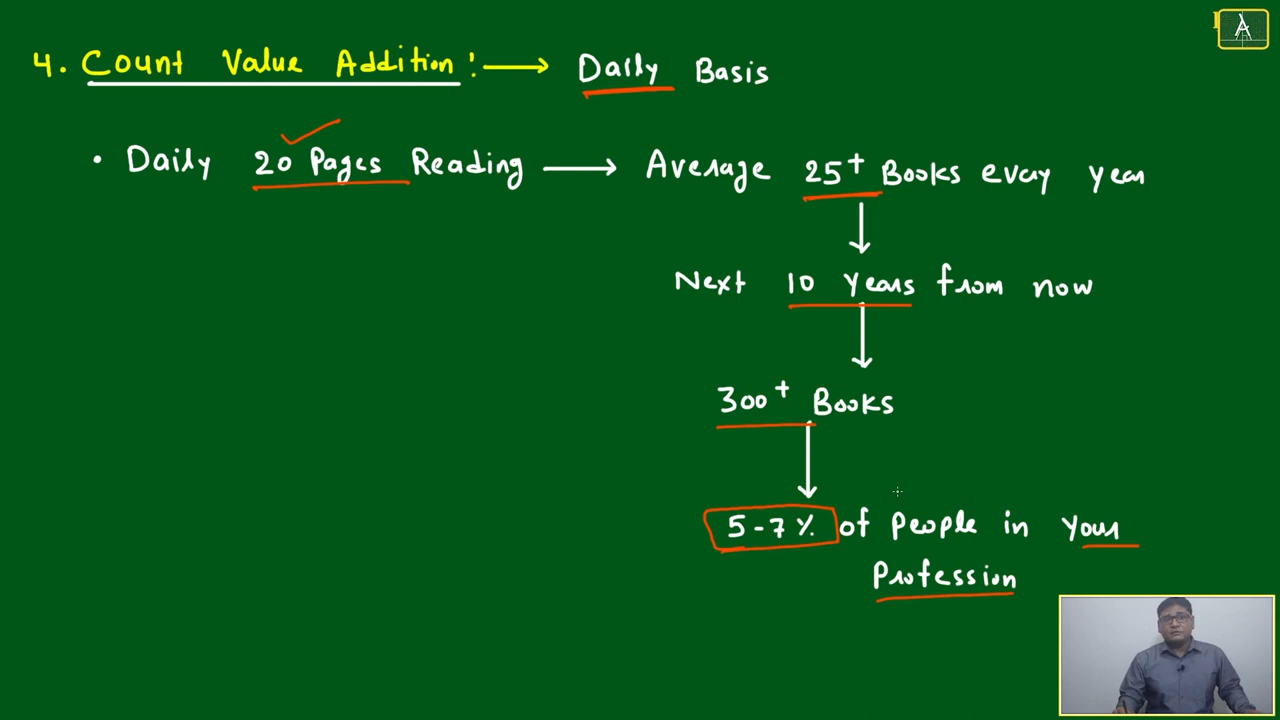 4. Count Value Addition: → Daily Basis
• Daily 20 Pages Reading → Average 25+ Books every year
Next 10 Years from now
300+ Books
5-7% of People in your
Profession